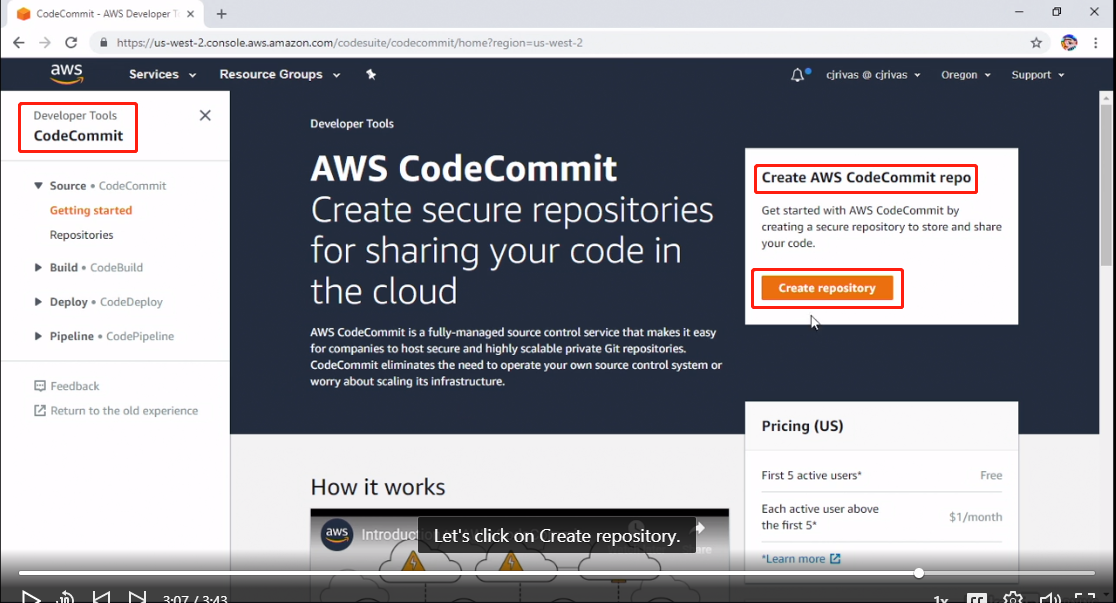 CodeCommit - AWS Developer T
https://us-west-2.console.aws.amazon.com/codesuite/codecommit/home?region=us-west-2
aws Services Resource Groups cjrivas @ cjrivas Oregon Support
Developer Tools
CodeCommit
Source • CodeCommit
Getting started
Repositories
Build • CodeBuild
Deploy • CodeDeploy
Pipeline • CodePipeline
Feedback
Return to the old experience
Developer Tools
AWS CodeCommit
Create secure repositories
for sharing your code in
the cloud
AWS CodeCommit is a fully-managed source control service that makes it easy
for companies to host secure and highly scalable private Git repositories.
CodeCommit eliminates the need to operate your own source control system or
worry about scaling its infrastructure.
Create AWS CodeCommit repo
Get started with AWS CodeCommit by
creating a secure repository to store and share
your code.
Create repository
Pricing (US)
First 5 active users* Free
Each active user above
the first 5*
$1/month
*Learn more
How it works
aws
Let's click on Create repository.
10
3:07 / 3:43
1x
CC